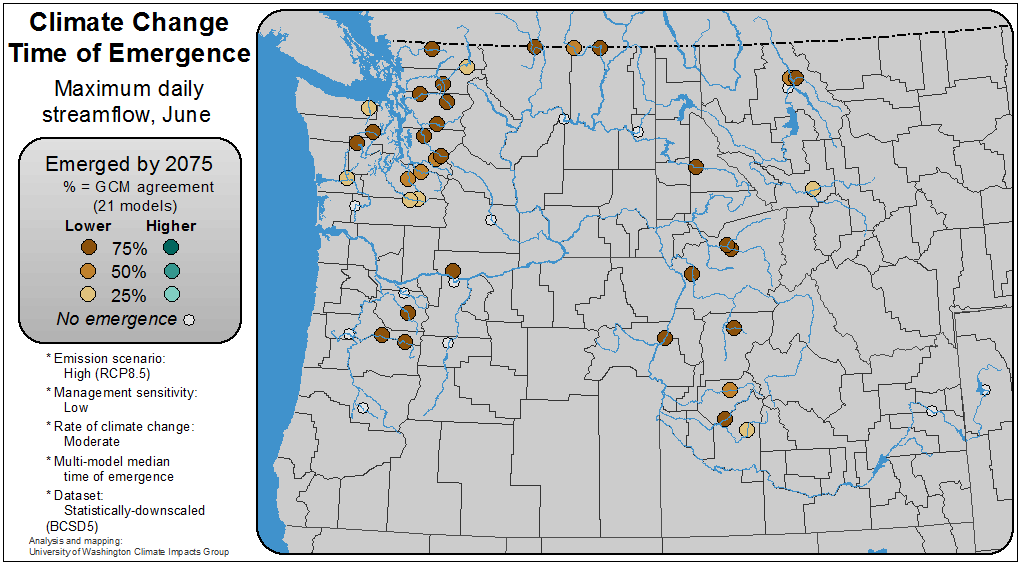 Climate Change
Time of Emergence
Maximum daily
streamflow, June
Emerged by 2075
% = GCM agreement
(21 models)
Lower Higher
75%
50%
25%
No emergence
* Emission scenario:
High (RCP8.5)
* Management sensitivity:
Low
* Rate of climate change:
Moderate
* Multi-model median
time of emergence
* Dataset:
Statistically-downscaled
(BCSD5)
Analysis and mapping:
University of Washington Climate Impacts Group